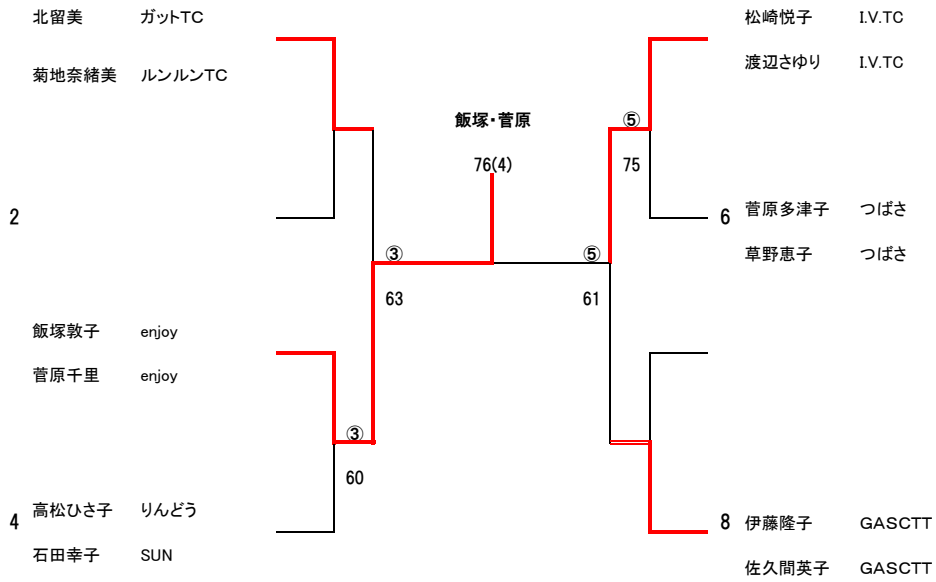 北留美 ガットTC
菊地奈緒美 ルンルンTC
2
飯塚敦子 enjoy
菅原千里 enjoy
4
高松ひさ子 りんどう
石田幸子 SUN
③
60
③
63
飯塚・菅原
76(4)
⑤
61
⑤
75
松崎悦子 I.V.TC
渡辺さゆり I.V.TC
6
菅原多津子 つばさ
草野恵子 つばさ
8
伊藤隆子 GASCTT
佐久間英子 GASCTT